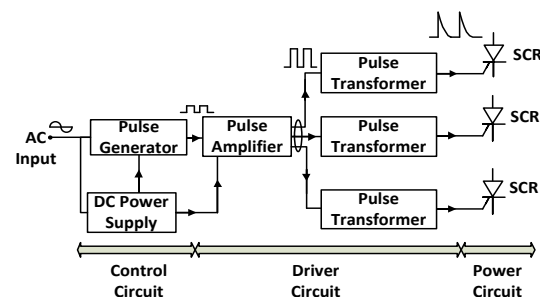 SCR
Pulse
Transformer
AC
Input
Pulse
Generator
Pulse
Amplifier
Pulse
Transformer
SCR
DC Power
Supply
Pulse
Transformer
SCR
Control
Circuit
Driver
Circuit
Power
Circuit